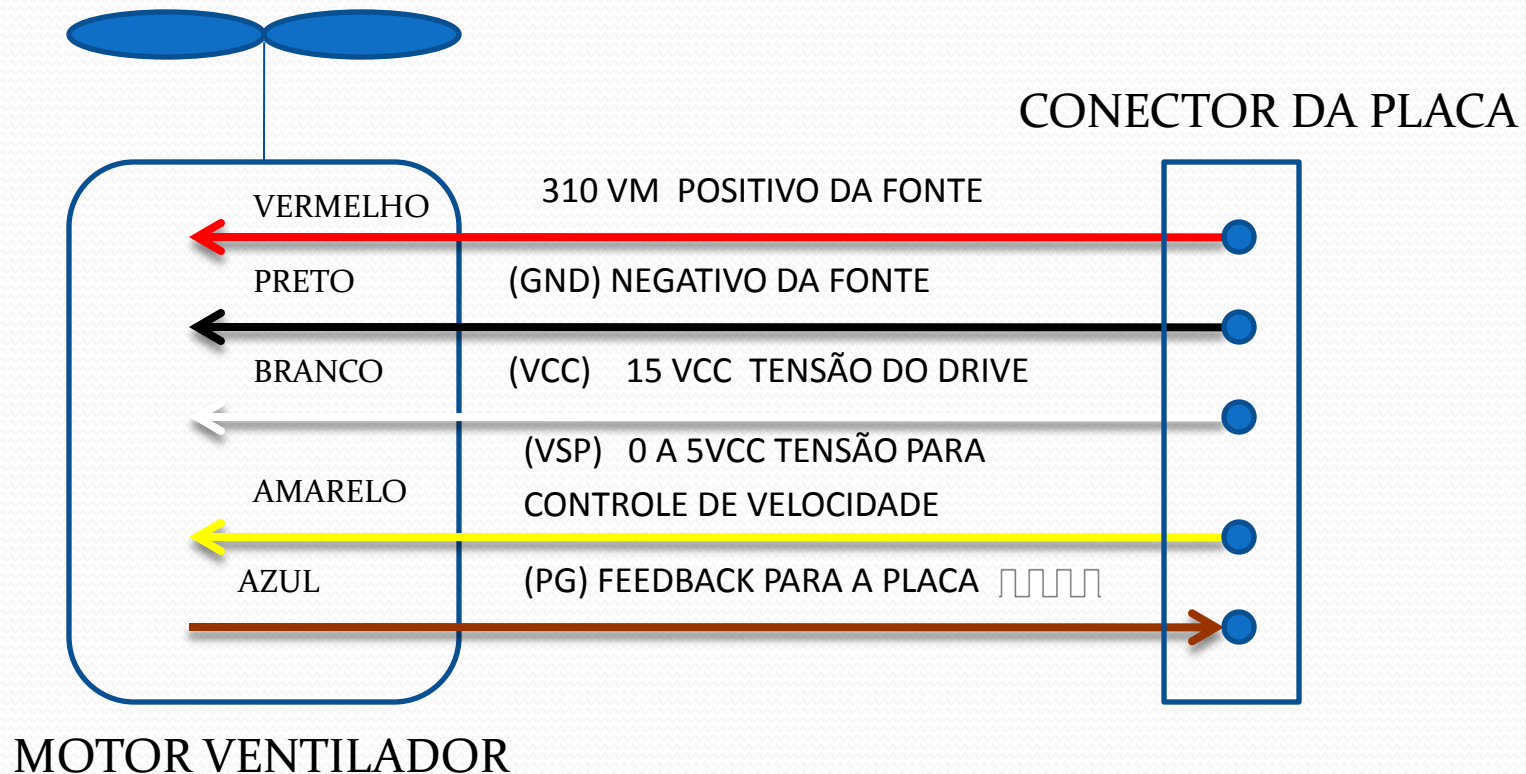 CONECTOR DA PLACA
VERMELHO 310 VM POSITIVO DA FONTE
PRETO (GND) NEGATIVO DA FONTE
BRANCO (VCC) 15 VCC TENSÃO DO DRIVE
(VSP) 0 A 5VCC TENSÃO PARA
AMARELO CONTROLE DE VELOCIDADE
AZUL (PG) FEEDBACK PARA A PLACA
MOTOR VENTILADOR